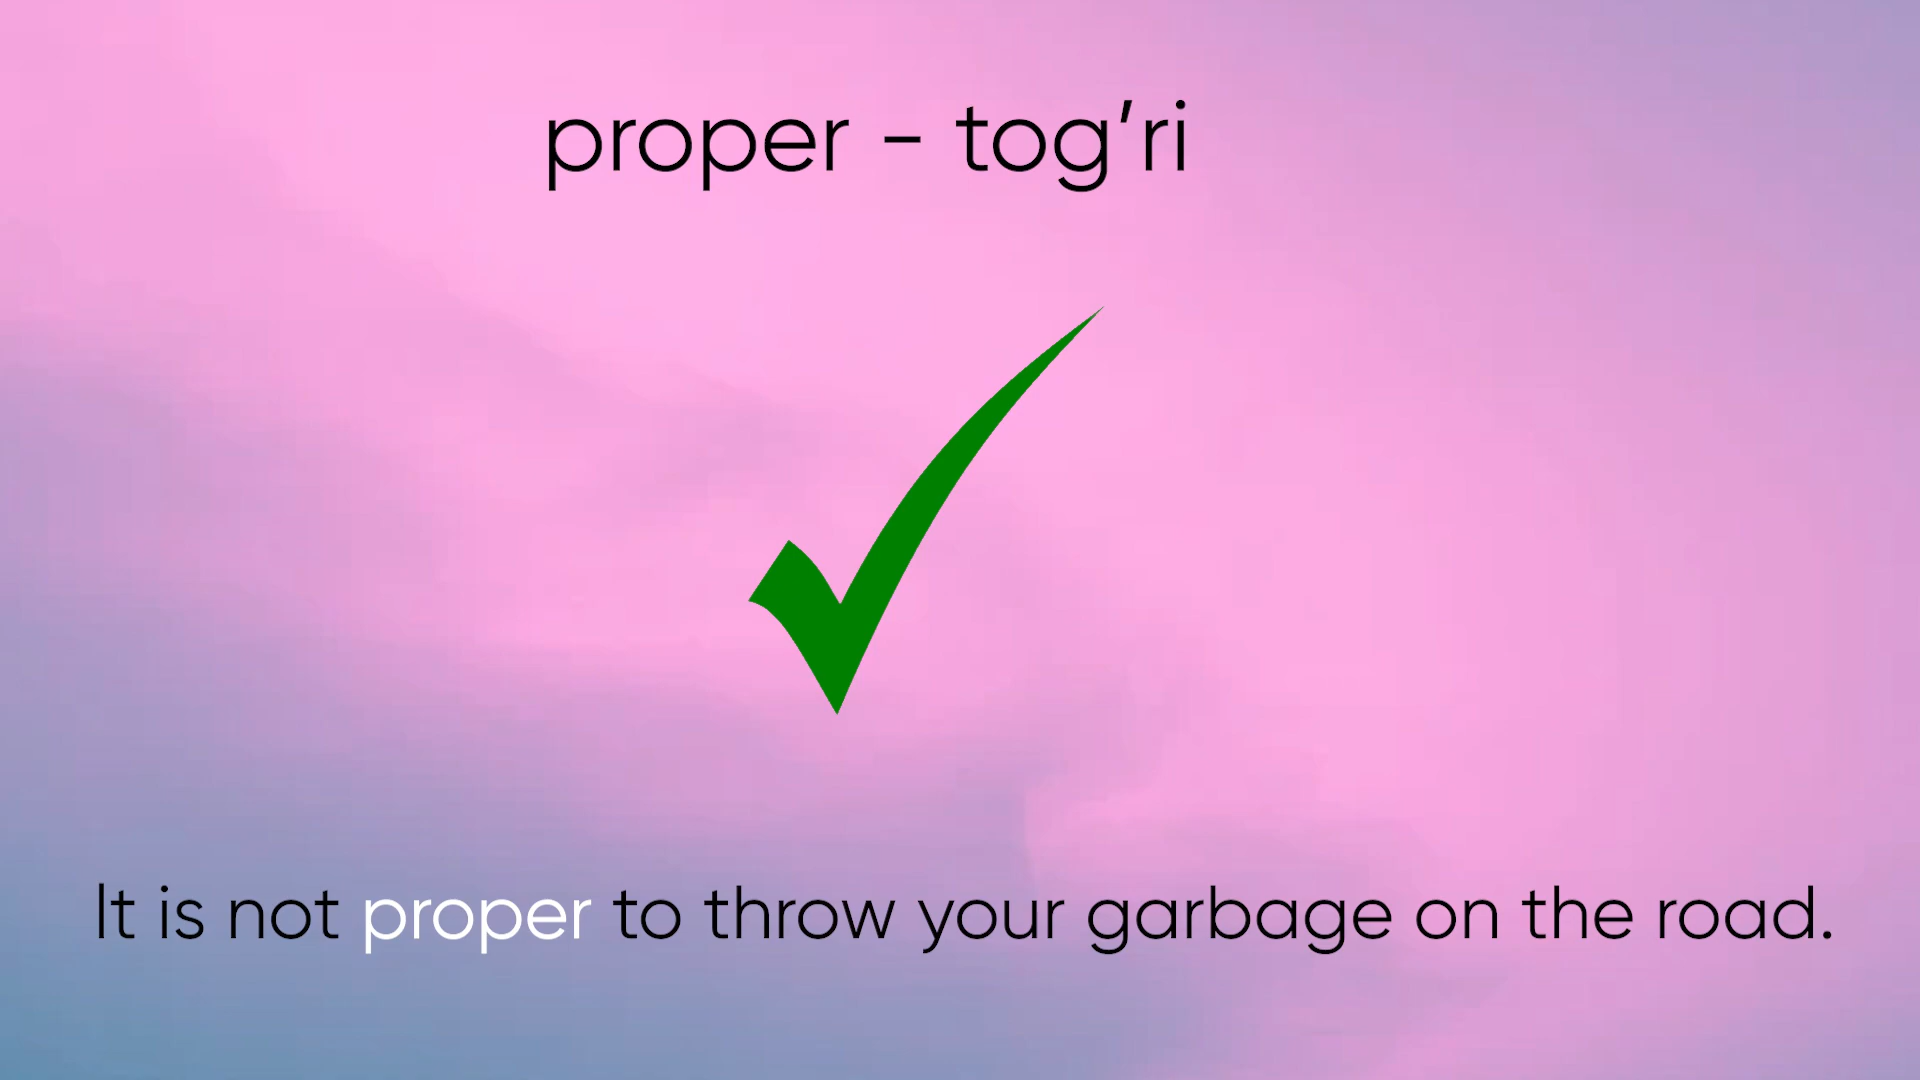 proper - tog'ri
It is not proper to throw your garbage on the road.